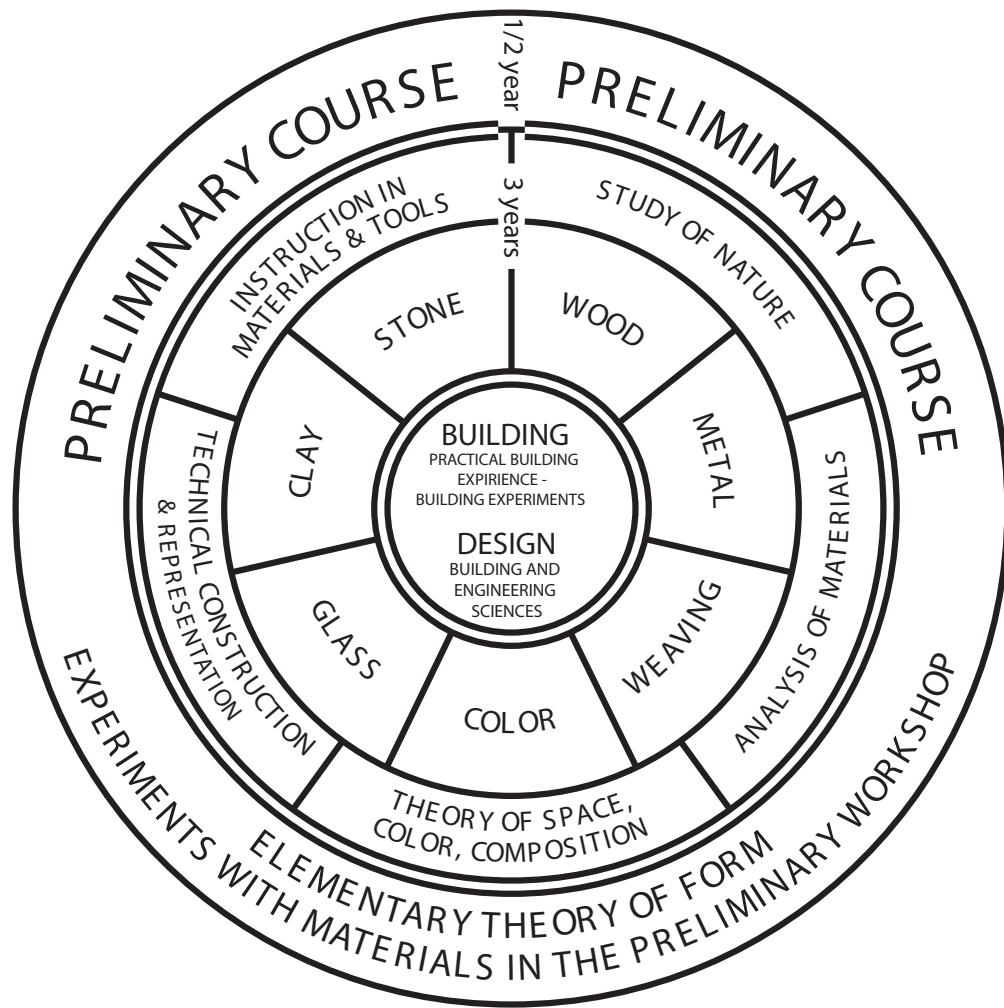 PRELIMINARY COURSE
1/2 year
PRELIMINARY COURSE
3 years
INSTRUCTION IN
MATERIALS & TOOLS
STUDY OF NATURE
STONE
WOOD
CLAY
METAL
BUILDING
PRACTICAL BUILDING
EXPIRIENCE -
BUILDING EXPERIMENTS
DESIGN
BUILDING AND
ENGINEERING
SCIENCES
TECHNICAL CONSTRUCTION
& REPRESENTATION
ANALYSIS OF MATERIALS
GLASS
WEAVING
COLOR
THEORY OF SPACE,
COLOR, COMPOSITION
ELEMENTARY THEORY OF FORM
EXPERIMENTS WITH MATERIALS IN THE PRELIMINARY WORKSHOP